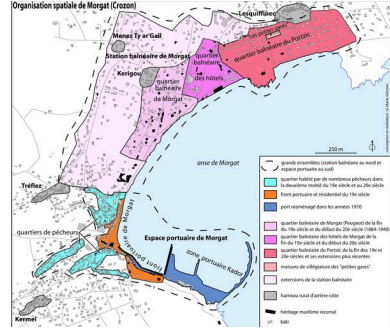 Organisation spatiale de Morgat (Crozon)
Lesquiffinec
"les petites gares"
Menez Ty ar Gall
quartier balnéaire du Portzic
Station balnéaire de Morgat
quartier
balnéaire
des hôtels
Kerigou
quartier
balnéaire
de Morgat
250 m
anse de Morgat
Tréflez
quartiers de pêcheurs
front portuaire de Morgat
Espace portuaire de Morgat
zone portuaire Kador
Kermel
grands ensembles (station balnéaire au nord et
espace portuaire au sud)
quartier habité par de nombreux pêcheurs dans
la deuxième moitié du 19e siècle et au 20e siècle
front portuaire et résidentiel du 19e siècle
port réaménagé dans les années 1970
quartier balnéaire de Morgat (Peugeot) de la fin
du 19e siècle et du début du 20e siècle (1884-1940)
quartier balnéaire des hôtels de Morgat de
la fin du 19e siècle et du début du 20e siècle
quartier balnéaire du Portzic de la fin des 19e et
20e siècles et ses extensions plus récentes
maisons de villégiature des "petites gares"
extensions de la station balnéaire
hameau rural d'arrière-côte
héritage maritime recensé
bâti